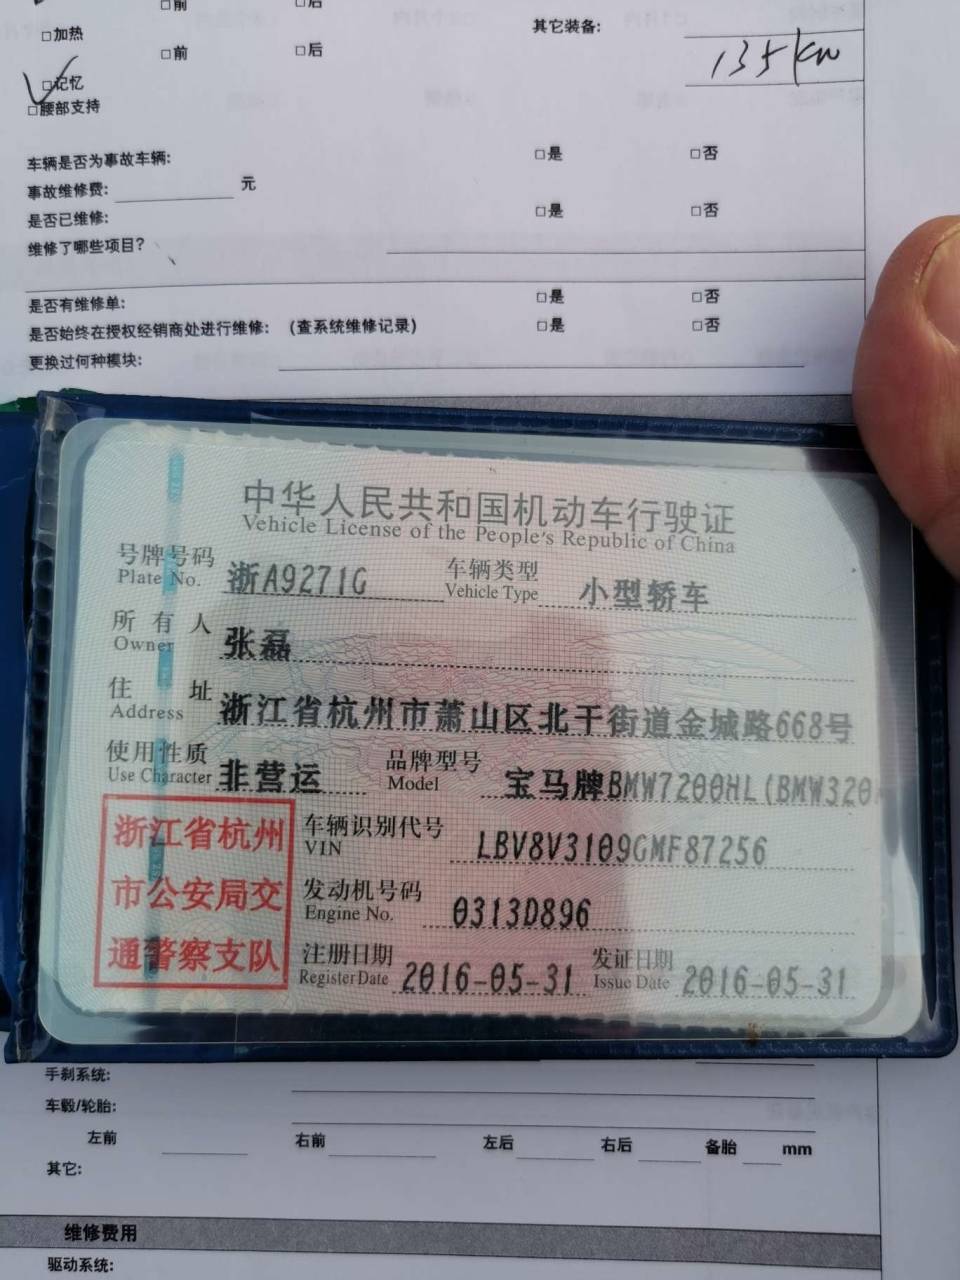 □前 □后
□加热 □前 □后
其它装备:
135kw
□记忆
□腰部支持
车辆是否为事故车辆: □是 □否
事故维修费: 元
是否已维修: □是 □否
维修了哪些项目?
是否有维修单: □是 □否
是否始终在授权经销商处进行维修: (查系统维修记录) □是 □否
更换过何种模块:
中华人民共和国机动车行驶证
Vehicle License of the People's Republic of China
号牌号码 浙A9271G 车辆类型 小型轿车
Plate No. Vehicle Type
所有人 张磊
Owner
住址 浙江省杭州市萧山区北干街道金城路668号
Address
使用性质 非营运 品牌型号 宝马牌BMW7200HL(BMW320
Use Character Model
浙江省杭州
市公安局交
通警察支队
车辆识别代号 LBV8V3109GMF87256
VIN
发动机号码 0313D896
Engine No.
注册日期 2016-05-31 发证日期 2016-05-31
Register Date Issue Date
手刹系统:
车毂/轮胎:
左前 右前 左后 右后 备胎 mm
其它:
维修费用
驱动系统: